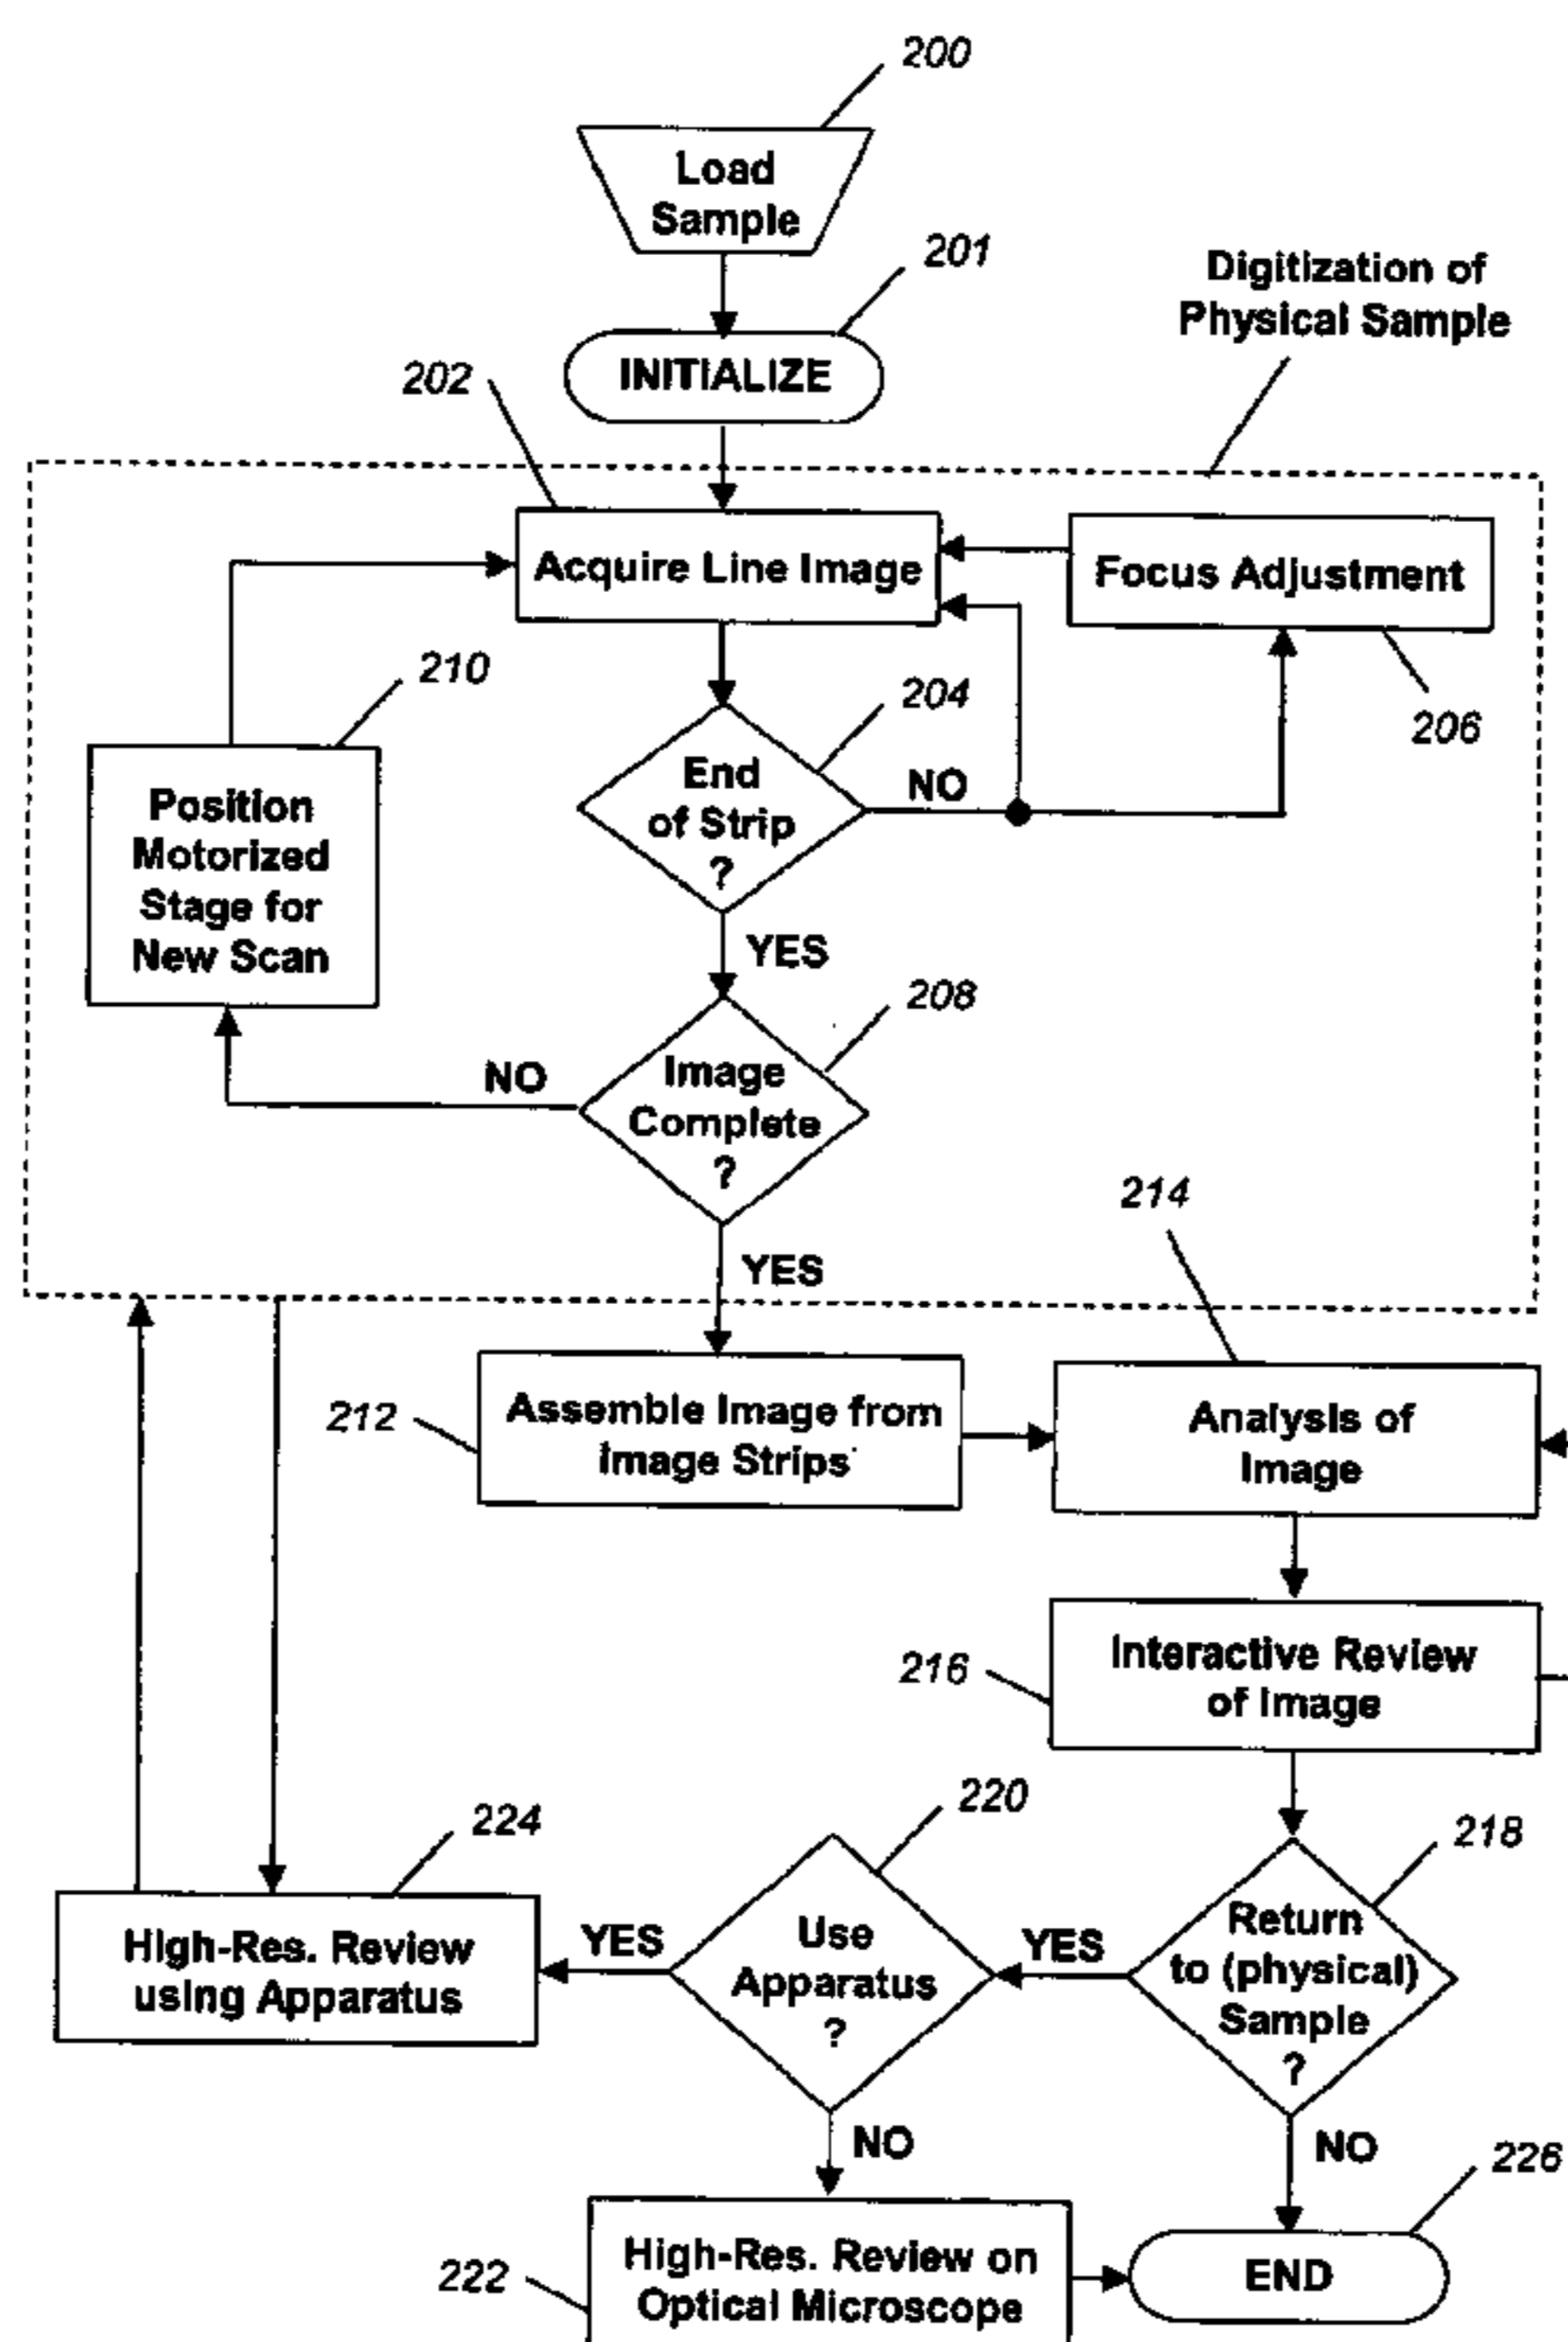 200
Load
Sample
201
INITIALIZE
Digitization of
Physical Sample
202
Acquire Line Image
Focus Adjustment
206
210
Position
Motorized
Stage for
New Scan
204
End
of Strip
?
NO
YES
208
Image
Complete
?
NO
YES
212
Assemble Image from
Image Strips
214
Analysis of
Image
216
Interactive Review
of Image
218
Return
to (physical)
Sample
?
YES
NO
220
Use
Apparatus
?
YES
NO
224
High-Res. Review
using Apparatus
222
High-Res. Review on
Optical Microscope
226
END